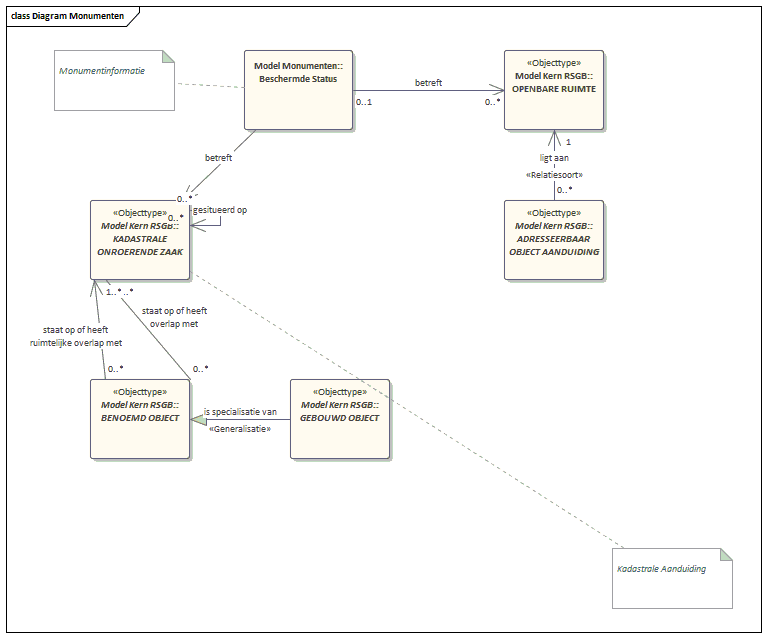 class Diagram Monumenten
Monumentinformatie
Model Monumenten::
Beschermde Status
betreft
0..1
0..*
«Objecttype»
Model Kern RSGB::
OPENBARE RUIMTE
1
ligt aan
«Relatiesoort»
0..*
«Objecttype»
Model Kern RSGB::
ADRESSEERBAAR
OBJECT AANDUIDING
betreft
0..*
gesitueerd op
0..*
«Objecttype»
Model Kern RSGB::
KADASTRALE
ONROERENDE ZAAK
1..*
..*
staat op of heeft
overlap met
staat op of heeft
ruimtelijke overlap met
0..*
0..*
«Objecttype»
Model Kern RSGB::
BENOEMD OBJECT
is specialisatie van
«Generalisatie»
«Objecttype»
Model Kern RSGB::
GEBOUWD OBJECT
Kadastrale Aanduiding